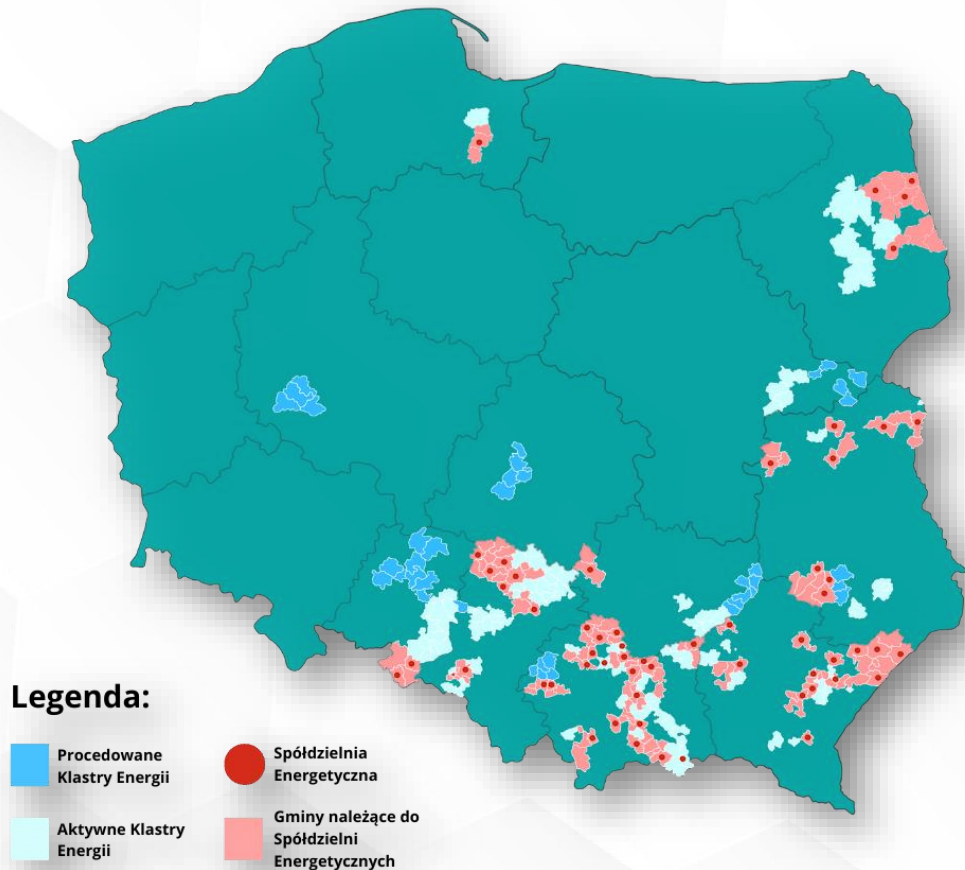 Legenda:
Procedowane
Klastry Energii
Spółdzielnia
Energetyczna
Aktywne Klastry
Energii
Gminy należące do
Spółdzielni
Energetycznych